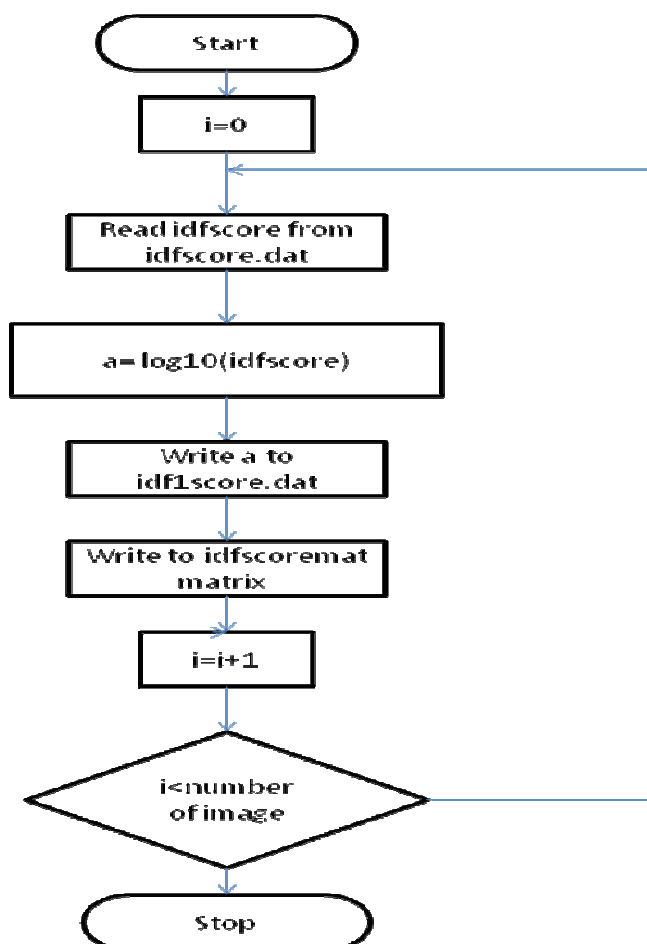 Start
i=0
Read idfscore from
idfscore.dat
a=log10(idfscore)
Write a to
idf1score.dat
Write to idfscoremat
matrix
i=i+1
i<number
of image
Stop